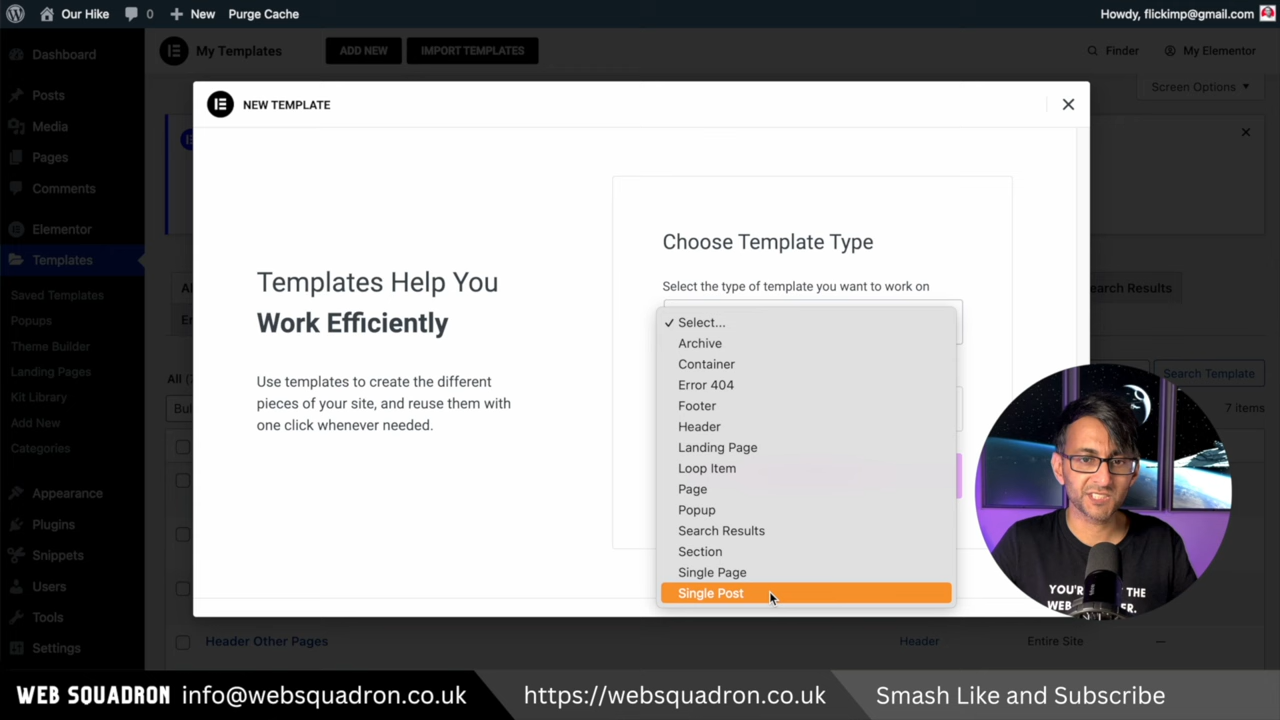 Our Hike
0
New
Purge Cache
Howdy, flickimp@gmail.com
Dashboard
Posts
Media
Pages
Comments
Elementor
Templates
Saved Templates
Popups
Theme Builder
Landing Pages
Kit Library
Add New
Categories
Appearance
Plugins
Snippets
Users
Tools
Settings
My Templates
ADD NEW
IMPORT TEMPLATES
Finder
My Elementor
Screen Options
NEW TEMPLATE
Templates Help You
Work Efficiently
Use templates to create the different
pieces of your site, and reuse them with
one click whenever needed.
Choose Template Type
Select the type of template you want to work on
✓ Select...
Archive
Container
Error 404
Footer
Header
Landing Page
Loop Item
Page
Popup
Search Results
Section
Single Page
Single Post
Results
Search Template
7 items
All
Header Other Pages
Header
Entire Site
—
YOU'RE
THE
WEB
WEB SQUADRON info@websquadron.co.uk
https://websquadron.co.uk
Smash Like and Subscribe